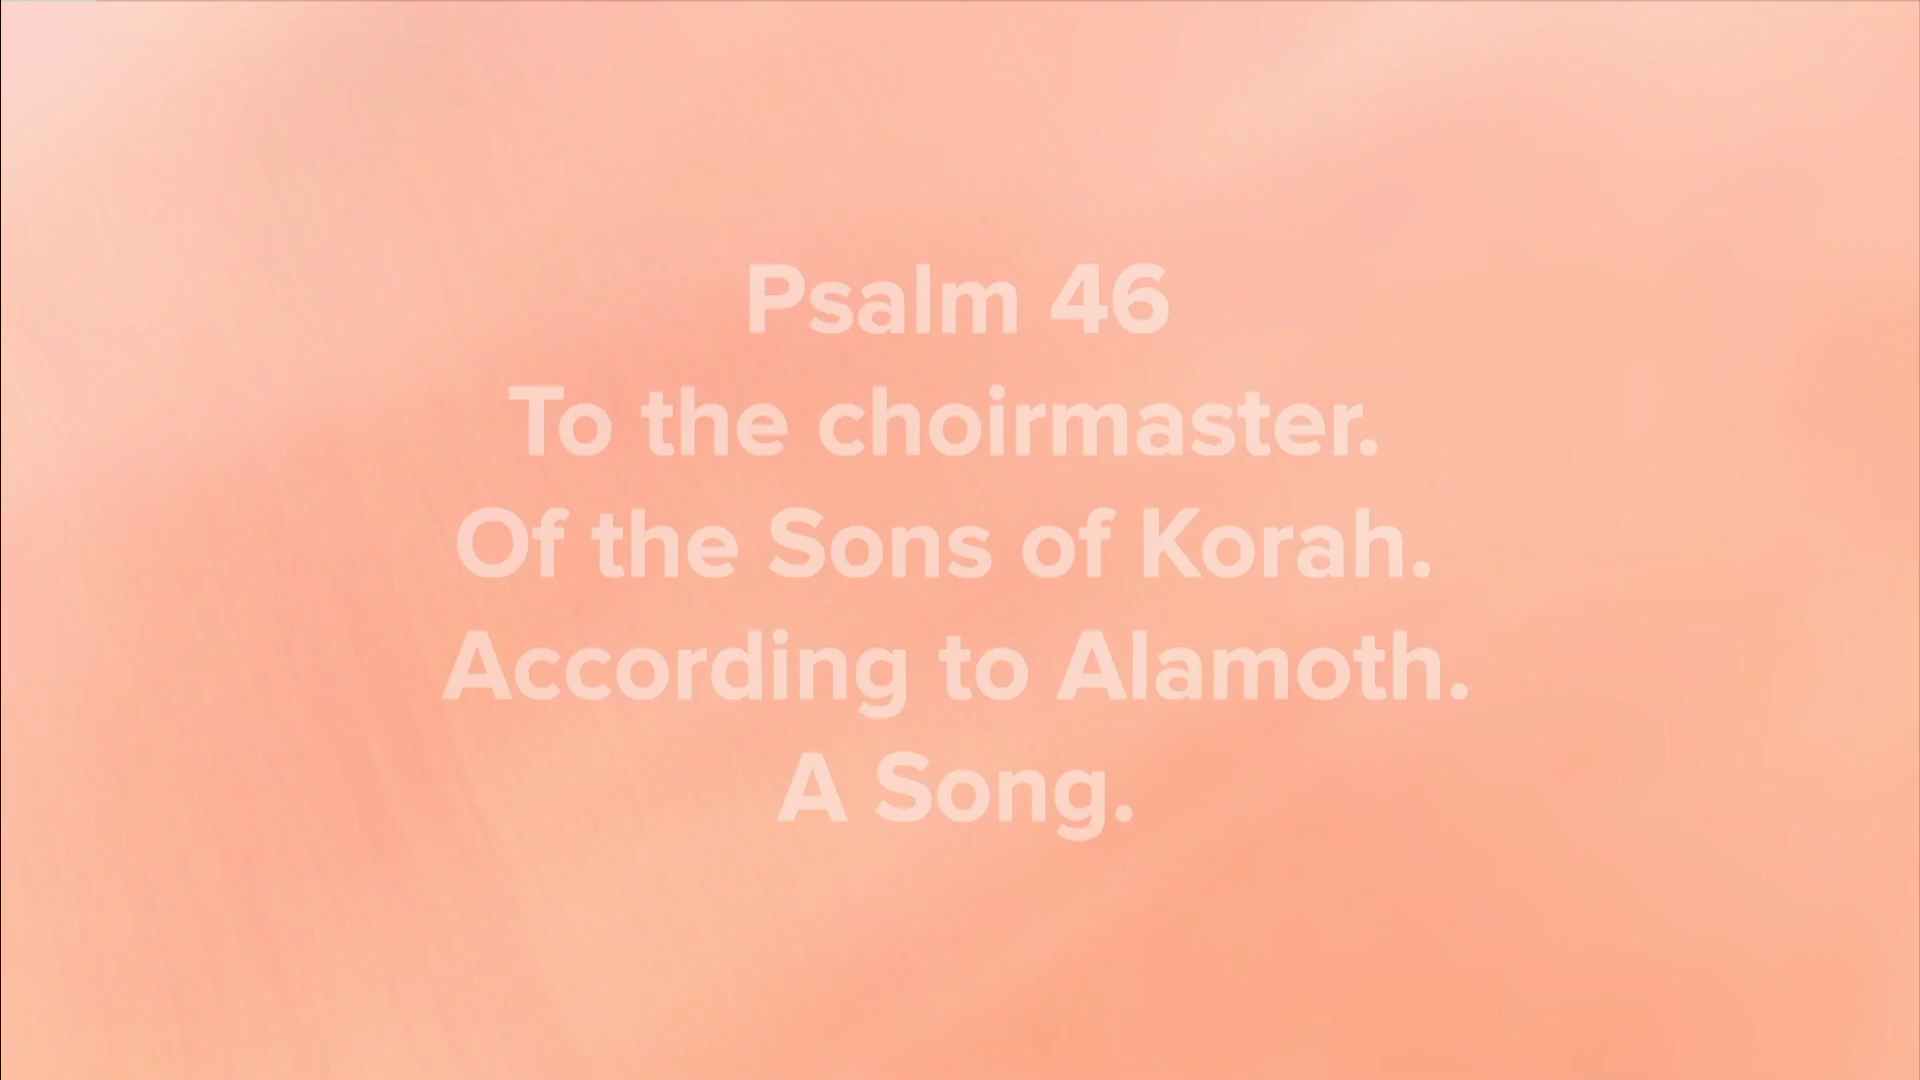 Psalm 46
To the choirmaster.
Of the Sons of Korah.
According to Alamoth.
A Song.